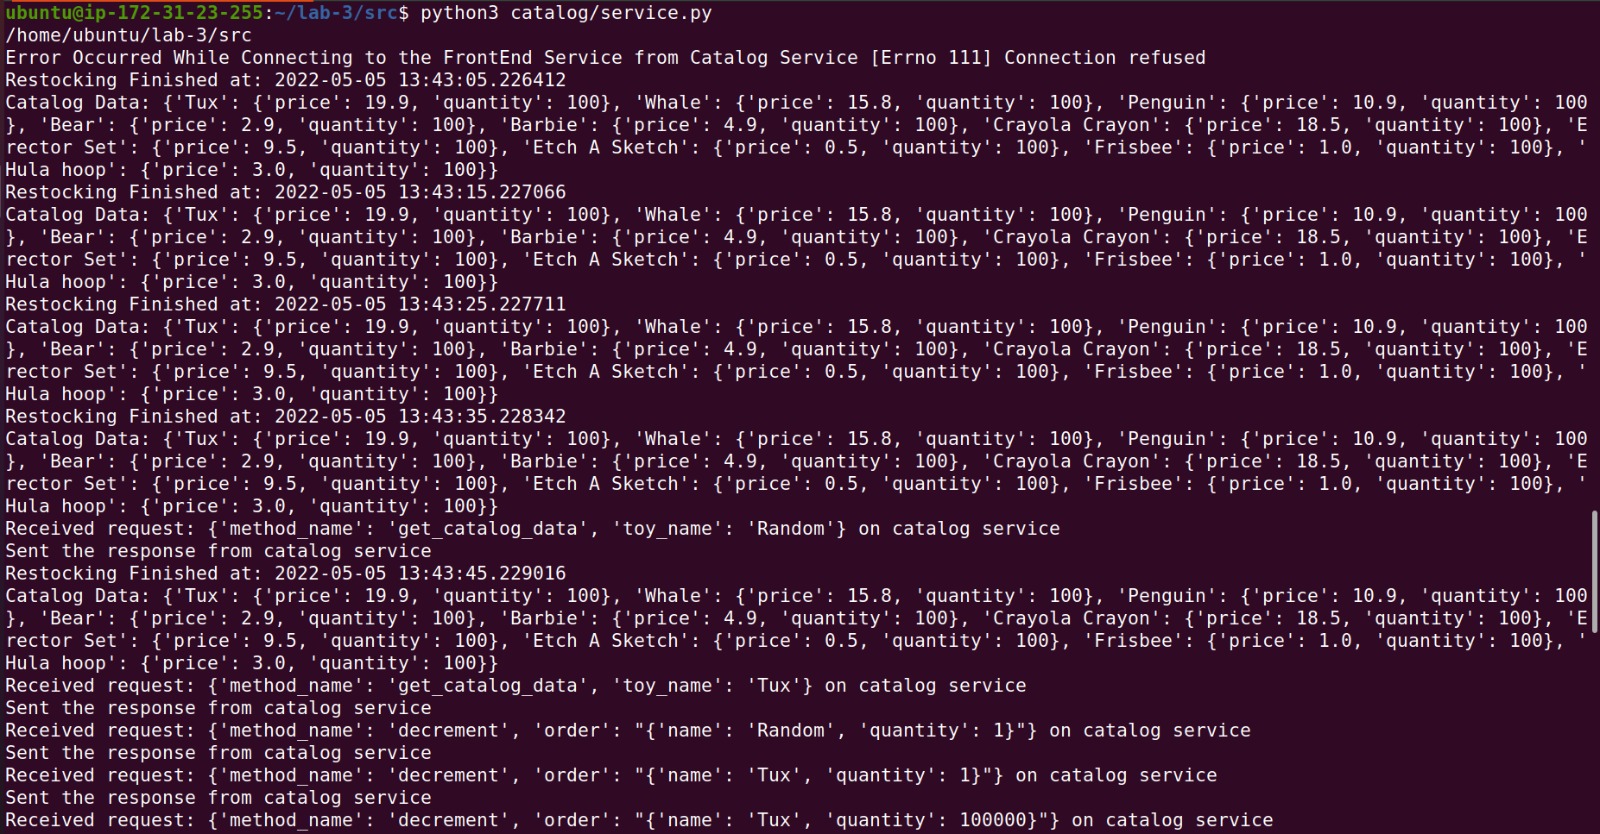 ubuntu@ip-172-31-23-255:~/lab-3/src$ python3 catalog/service.py
/home/ubuntu/lab-3/src
Error Occurred While Connecting to the FrontEnd Service from Catalog Service [Errno 111] Connection refused
Restocking Finished at: 2022-05-05 13:43:05.226412
Catalog Data: {'Tux': {'price': 19.9, 'quantity': 100}, 'Whale': {'price': 15.8, 'quantity': 100}, 'Penguin': {'price': 10.9, 'quantity': 100
}, 'Bear': {'price': 2.9, 'quantity': 100}, 'Barbie': {'price': 4.9, 'quantity': 100}, 'Crayola Crayon': {'price': 18.5, 'quantity': 100}, 'E
rector Set': {'price': 9.5, 'quantity': 100}, 'Etch A Sketch': {'price': 0.5, 'quantity': 100}, 'Frisbee': {'price': 1.0, 'quantity': 100}, '
Hula hoop': {'price': 3.0, 'quantity': 100}}
Restocking Finished at: 2022-05-05 13:43:15.227066
Catalog Data: {'Tux': {'price': 19.9, 'quantity': 100}, 'Whale': {'price': 15.8, 'quantity': 100}, 'Penguin': {'price': 10.9, 'quantity': 100
}, 'Bear': {'price': 2.9, 'quantity': 100}, 'Barbie': {'price': 4.9, 'quantity': 100}, 'Crayola Crayon': {'price': 18.5, 'quantity': 100}, 'E
rector Set': {'price': 9.5, 'quantity': 100}, 'Etch A Sketch': {'price': 0.5, 'quantity': 100}, 'Frisbee': {'price': 1.0, 'quantity': 100}, '
Hula hoop': {'price': 3.0, 'quantity': 100}}
Restocking Finished at: 2022-05-05 13:43:25.227711
Catalog Data: {'Tux': {'price': 19.9, 'quantity': 100}, 'Whale': {'price': 15.8, 'quantity': 100}, 'Penguin': {'price': 10.9, 'quantity': 100
}, 'Bear': {'price': 2.9, 'quantity': 100}, 'Barbie': {'price': 4.9, 'quantity': 100}, 'Crayola Crayon': {'price': 18.5, 'quantity': 100}, 'E
rector Set': {'price': 9.5, 'quantity': 100}, 'Etch A Sketch': {'price': 0.5, 'quantity': 100}, 'Frisbee': {'price': 1.0, 'quantity': 100}, '
Hula hoop': {'price': 3.0, 'quantity': 100}}
Restocking Finished at: 2022-05-05 13:43:35.228342
Catalog Data: {'Tux': {'price': 19.9, 'quantity': 100}, 'Whale': {'price': 15.8, 'quantity': 100}, 'Penguin': {'price': 10.9, 'quantity': 100
}, 'Bear': {'price': 2.9, 'quantity': 100}, 'Barbie': {'price': 4.9, 'quantity': 100}, 'Crayola Crayon': {'price': 18.5, 'quantity': 100}, 'E
rector Set': {'price': 9.5, 'quantity': 100}, 'Etch A Sketch': {'price': 0.5, 'quantity': 100}, 'Frisbee': {'price': 1.0, 'quantity': 100}, '
Hula hoop': {'price': 3.0, 'quantity': 100}}
Received request: {'method_name': 'get_catalog_data', 'toy_name': 'Random'} on catalog service
Sent the response from catalog service
Restocking Finished at: 2022-05-05 13:43:45.229016
Catalog Data: {'Tux': {'price': 19.9, 'quantity': 100}, 'Whale': {'price': 15.8, 'quantity': 100}, 'Penguin': {'price': 10.9, 'quantity': 100
}, 'Bear': {'price': 2.9, 'quantity': 100}, 'Barbie': {'price': 4.9, 'quantity': 100}, 'Crayola Crayon': {'price': 18.5, 'quantity': 100}, 'E
rector Set': {'price': 9.5, 'quantity': 100}, 'Etch A Sketch': {'price': 0.5, 'quantity': 100}, 'Frisbee': {'price': 1.0, 'quantity': 100}, '
Hula hoop': {'price': 3.0, 'quantity': 100}}
Received request: {'method_name': 'get_catalog_data', 'toy_name': 'Tux'} on catalog service
Sent the response from catalog service
Received request: {'method_name': 'decrement', 'order': "{'name': 'Random', 'quantity': 1}"} on catalog service
Sent the response from catalog service
Received request: {'method_name': 'decrement', 'order': "{'name': 'Tux', 'quantity': 1}"} on catalog service
Sent the response from catalog service
Received request: {'method_name': 'decrement', 'order': "{'name': 'Tux', 'quantity': 100000}"} on catalog service